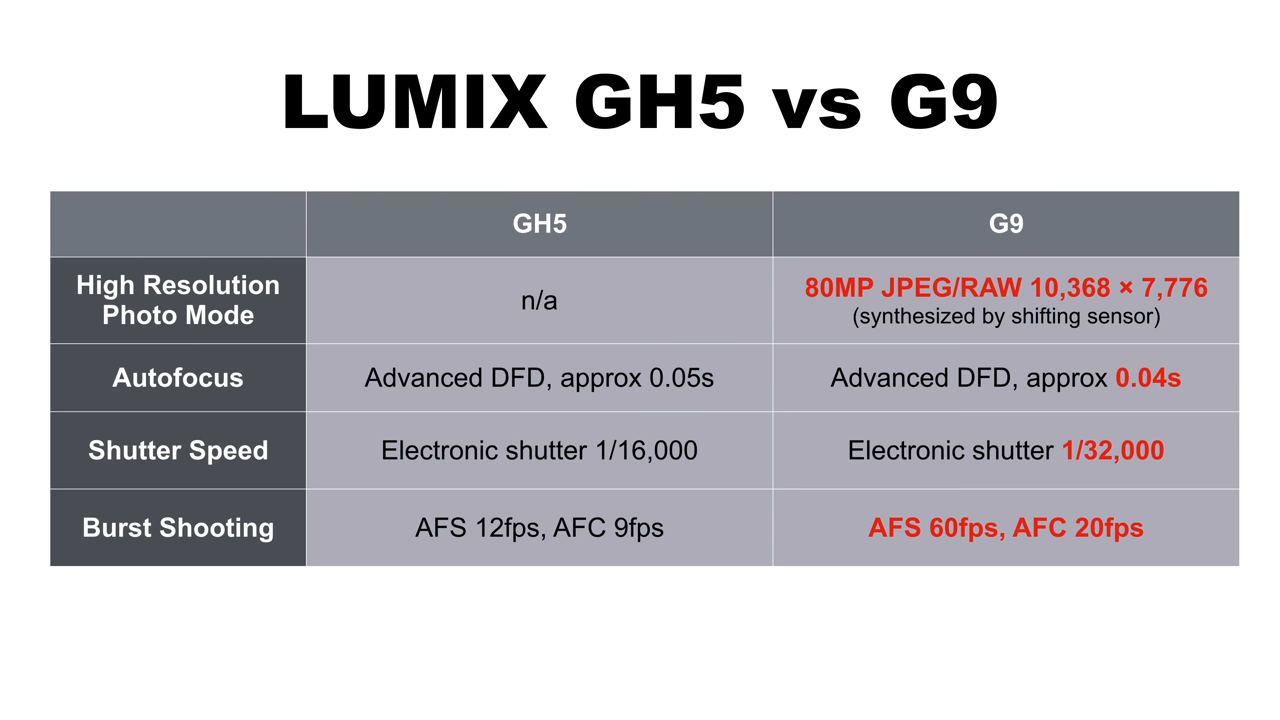 LUMIX GH5 vs G9
GH5
G9
High Resolution
Photo Mode
n/a
80MP JPEG/RAW 10,368 × 7,776
(synthesized by shifting sensor)
Autofocus
Advanced DFD, approx 0.05s
Advanced DFD, approx 0.04s
Shutter Speed
Electronic shutter 1/16,000
Electronic shutter 1/32,000
Burst Shooting
AFS 12fps, AFC 9fps
AFS 60fps, AFC 20fps